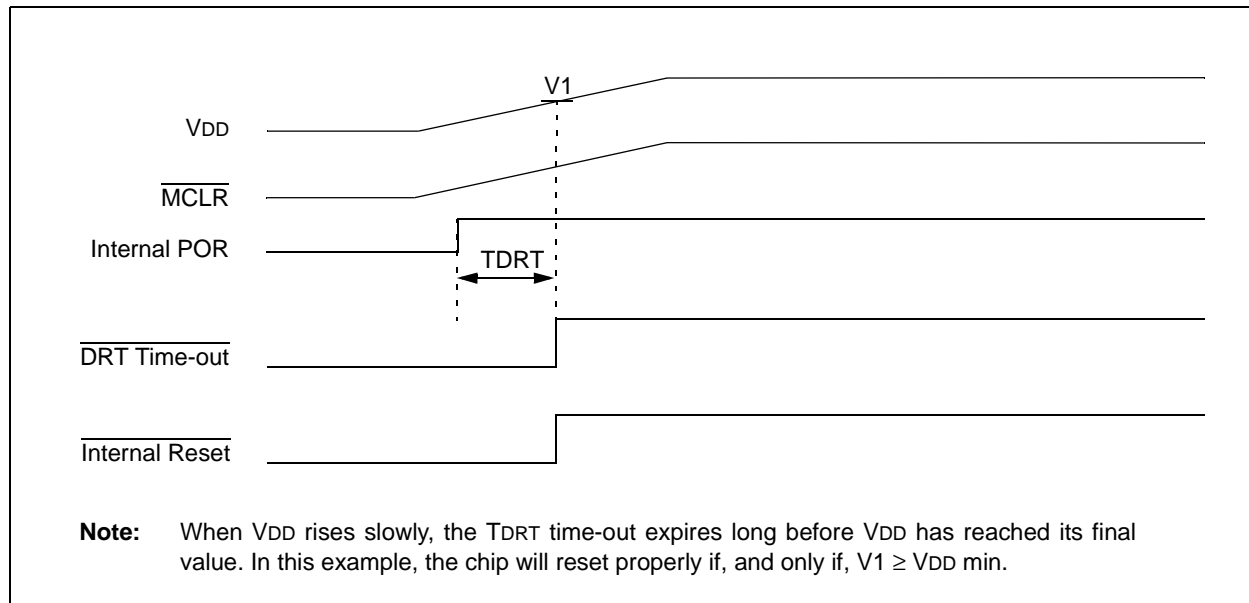 V1
VDD
MCLR
Internal POR
TDRT
DRT Time-out
Internal Reset
Note: When VDD rises slowly, the TDRT time-out expires long before VDD has reached its final
value. In this example, the chip will reset properly if, and only if, V1 ≥ VDD min.